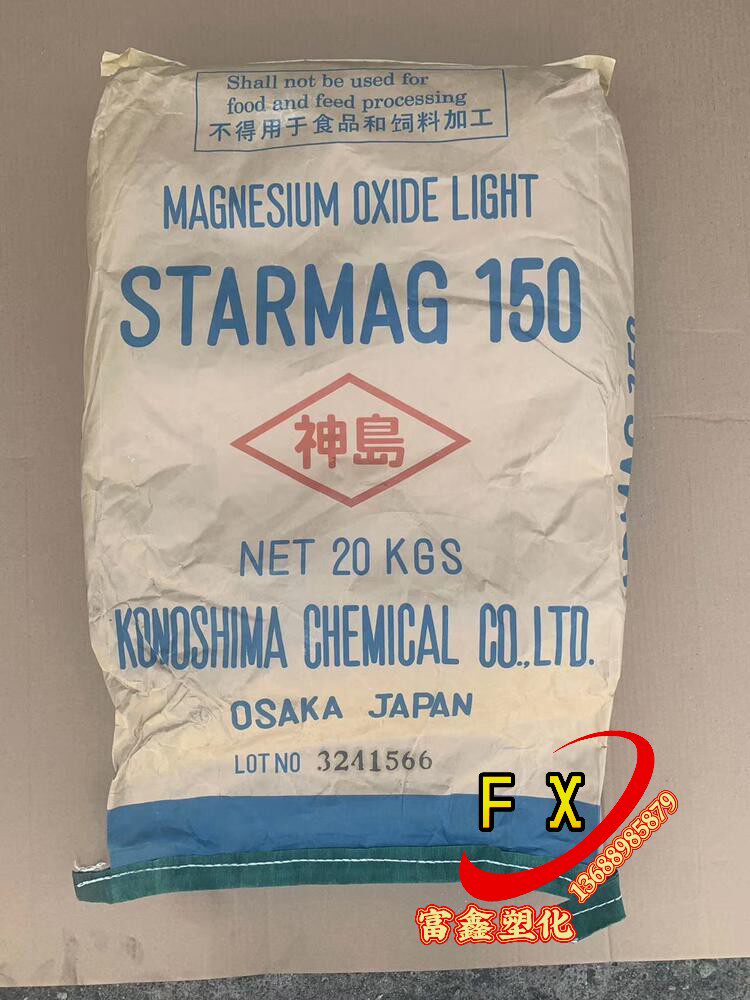 Shall not be used for
food and feed processing
不得用于食品和饲料加工
MAGNESIUM OXIDE LIGHT
STARMAG 150
神島
NET 20 KGS
KONOSHIMA CHEMICAL CO.,LTD.
OSAKA JAPAN
LOT NO 3241566
FX
13688985879
富鑫塑化